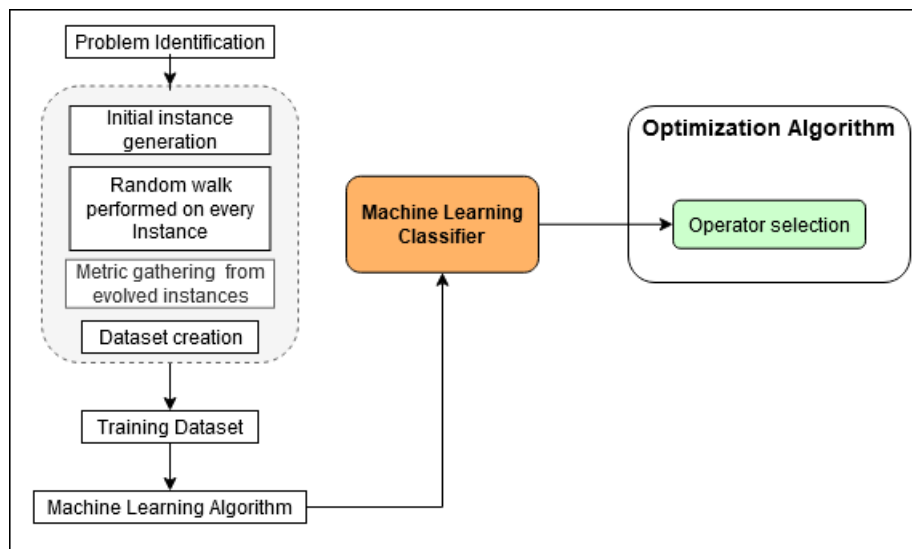 Problem Identification
Initial instance
generation
Random walk
performed on every
Instance
Metric gathering from
evolved instances
Dataset creation
Training Dataset
Machine Learning Algorithm
Machine Learning
Classifier
Optimization Algorithm
Operator selection